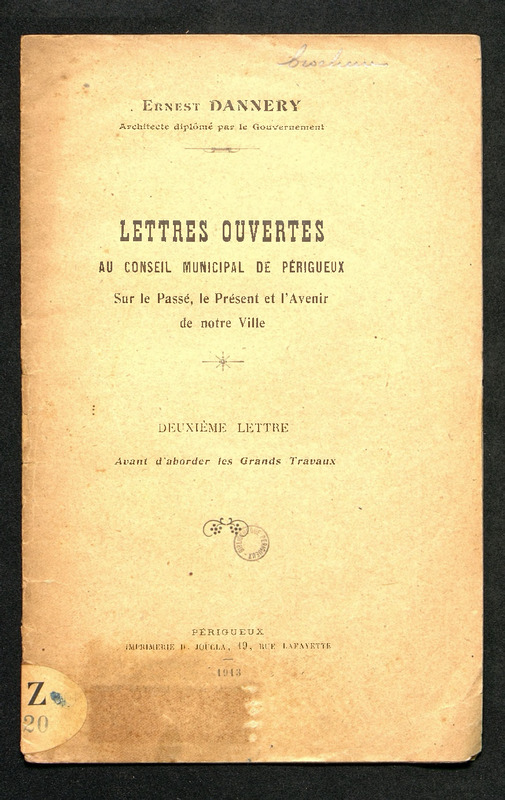 Brochure
ERNEST DANNERY
Architecte diplômé par le Gouvernement
LETTRES OUVERTES
AU CONSEIL MUNICIPAL DE PÉRIGUEUX
Sur le Passé, le Présent et l'Avenir
de notre Ville
DEUXIÈME LETTRE
Avant d'aborder les Grands Travaux
PÉRIGUEUX
IMPRIMERIE D. JOUCLA, 19, RUE LAFAYETTE
1913
Z
20